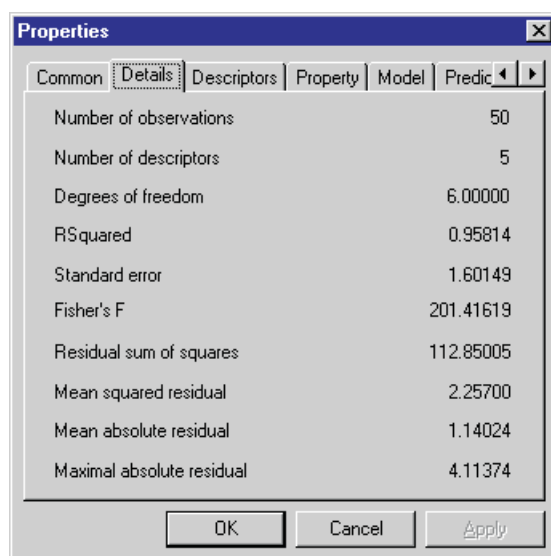 Properties
Common Details Descriptors Property Model Predic
Number of observations 50
Number of descriptors 5
Degrees of freedom 6.00000
RSquared 0.95814
Standard error 1.60149
Fisher's F 201.41619
Residual sum of squares 112.85005
Mean squared residual 2.25700
Mean absolute residual 1.14024
Maximal absolute residual 4.11374
OK Cancel Apply